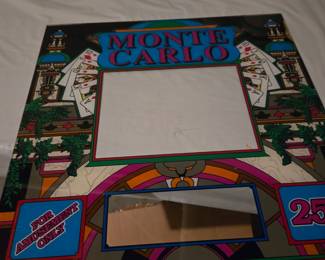 MONTE
CARLO
FOR
AMUSEMENT
ONLY
25